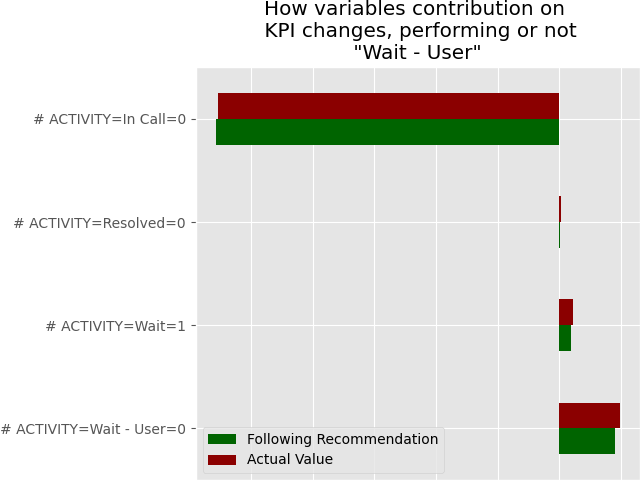 How variables contribution on
KPI changes, performing or not
"Wait - User"
# ACTIVITY=In Call=0
# ACTIVITY=Resolved=0
# ACTIVITY=Wait=1
# ACTIVITY=Wait - User=0
Following Recommendation
Actual Value